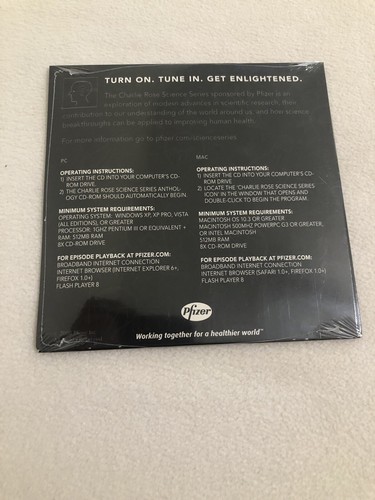 TURN ON. TUNE IN. GET ENLIGHTENED.
The Charlie Rose Science Series sponsored by Pfizer is an
exploration of modern advances in scientific research, their
contribution to our understanding of the world around us, and how science
breakthroughs can be applied to improving human health.
For more information go to pfizer.com/scienceseries
PC
OPERATING INSTRUCTIONS:
1) INSERT THE CD INTO YOUR COMPUTER'S CD-
ROM DRIVE.
2) THE CHARLIE ROSE SCIENCE SERIES ANTHOL-
OGY CD-ROM SHOULD AUTOMATICALLY BEGIN.
MINIMUM SYSTEM REQUIREMENTS:
OPERATING SYSTEM: WINDOWS XP, XP PRO, VISTA
(ALL EDITIONS), OR GREATER
PROCESSOR: 1GHZ PENTIUM III OR EQUIVALENT +
RAM: 512MB RAM
8X CD-ROM DRIVE
FOR EPISODE PLAYBACK AT PFIZER.COM:
BROADBAND INTERNET CONNECTION
INTERNET BROWSER (INTERNET EXPLORER 6+,
FIREFOX 1.0+)
FLASH PLAYER 8
MAC
OPERATING INSTRUCTIONS:
1) INSERT THE CD INTO YOUR COMPUTER'S CD-
ROM DRIVE.
2) LOCATE THE 'CHARLIE ROSE SCIENCE SERIES
ICON' IN THE WINDOW THAT OPENS AND
DOUBLE-CLICK TO BEGIN THE PROGRAM.
MINIMUM SYSTEM REQUIREMENTS:
MACINTOSH OS 10.3 OR GREATER
MACINTOSH 500MHZ POWERPC G3 OR GREATER,
OR INTEL MACINTOSH
512MB RAM
8X CD-ROM DRIVE
FOR EPISODE PLAYBACK AT PFIZER.COM:
BROADBAND INTERNET CONNECTION
INTERNET BROWSER (SAFARI 1.0+, FIREFOX 1.0+)
FLASH PLAYER 8
Pfizer
Working together for a healthier world™